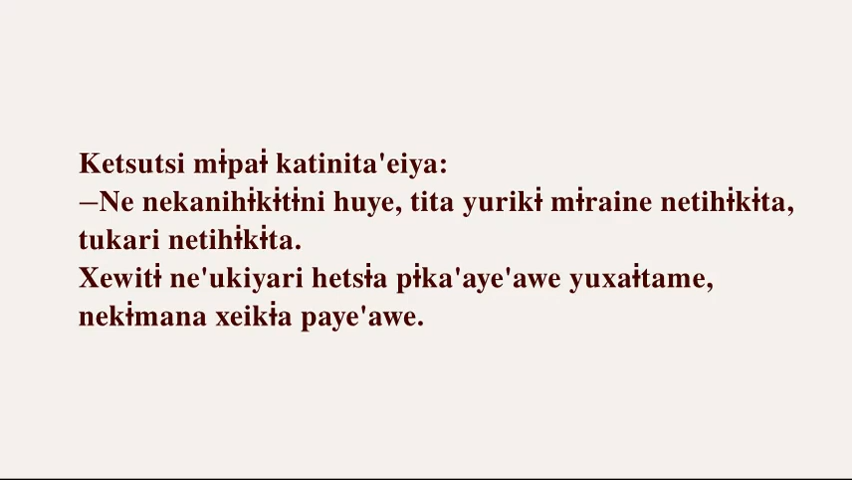 Ketsutsi mɨpaɨ katinita'eiya:
–Ne nekanihɨkɨtɨni huye, tita yurikɨ mɨraine netihɨkɨta,
tukari netihɨkɨta.
Xewitɨ ne'ukiyari hetsɨa pɨka'aye'awe yuxaɨtame,
nekɨmana xeikɨa paye'awe.